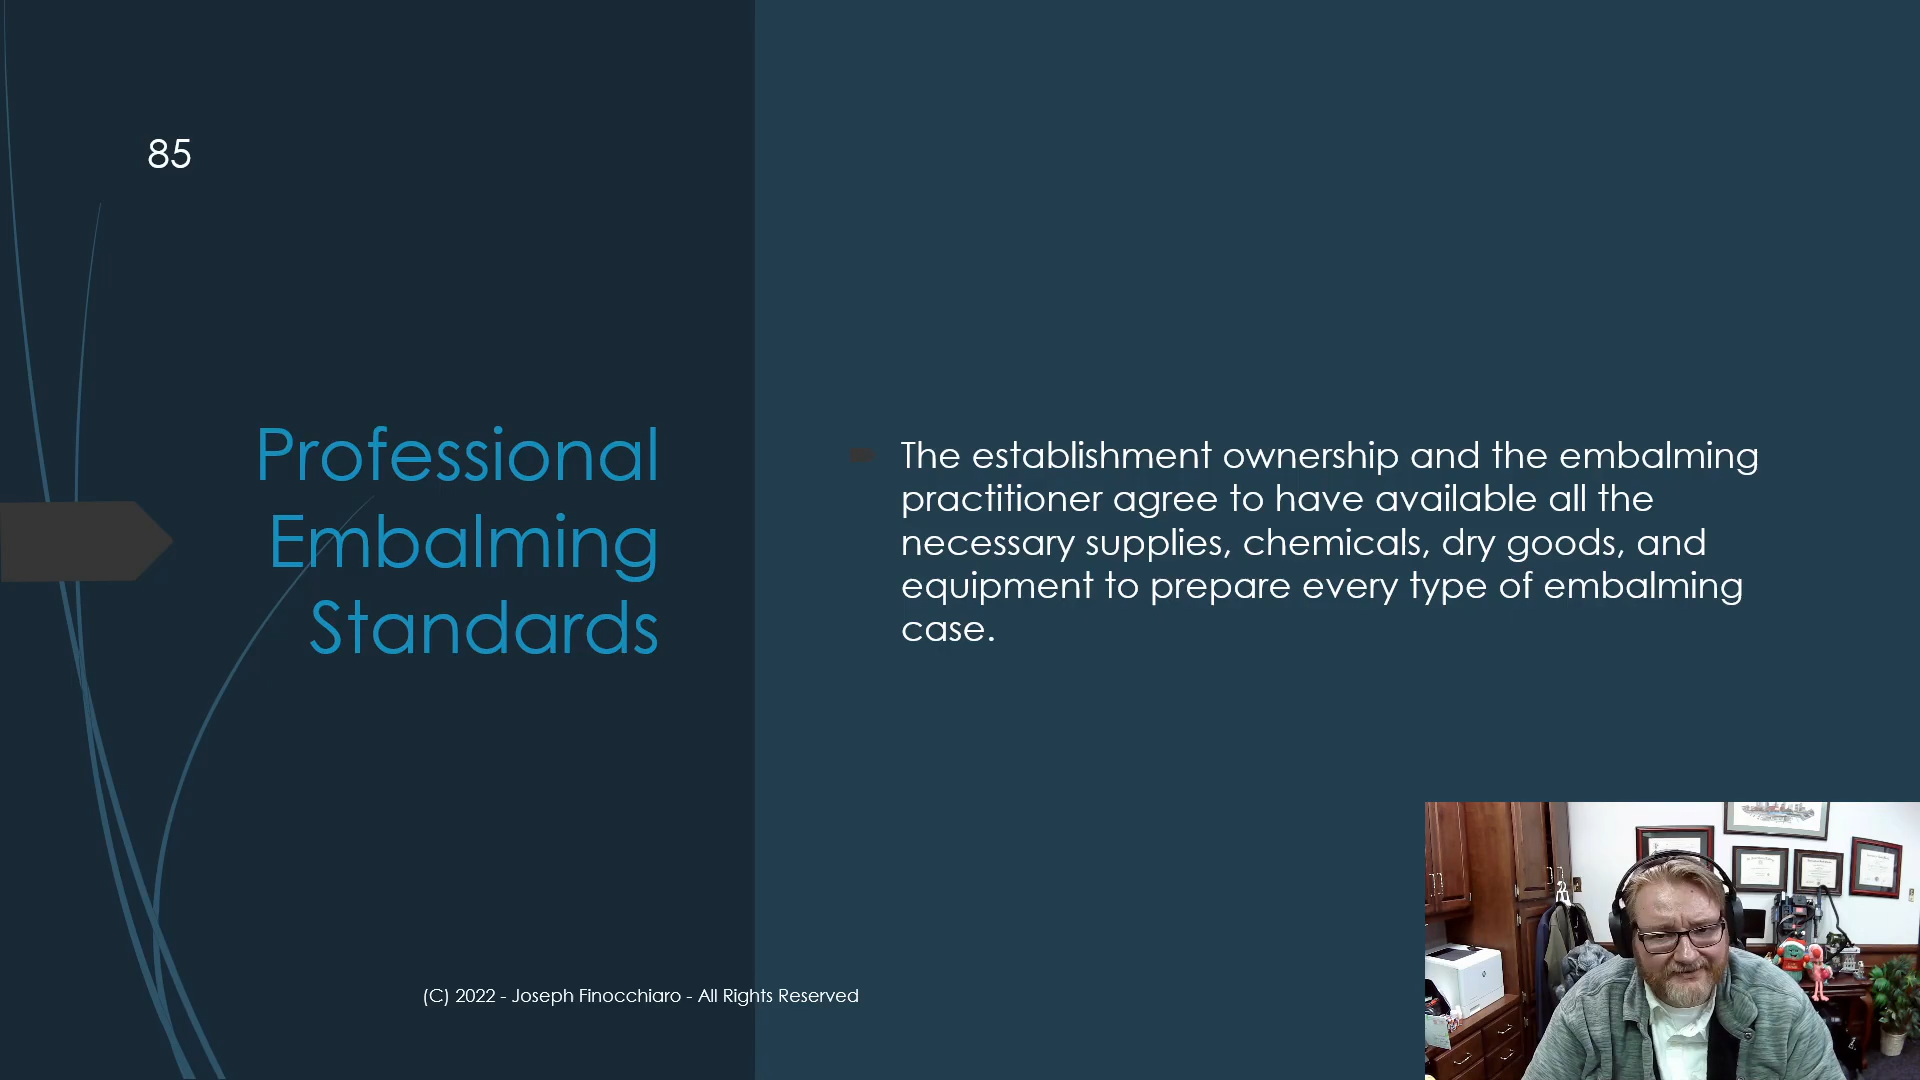 85
Professional
Embalming
Standards
The establishment ownership and the embalming
practitioner agree to have available all the
necessary supplies, chemicals, dry goods, and
equipment to prepare every type of embalming
case.
(C) 2022 - Joseph Finocchiaro - All Rights Reserved